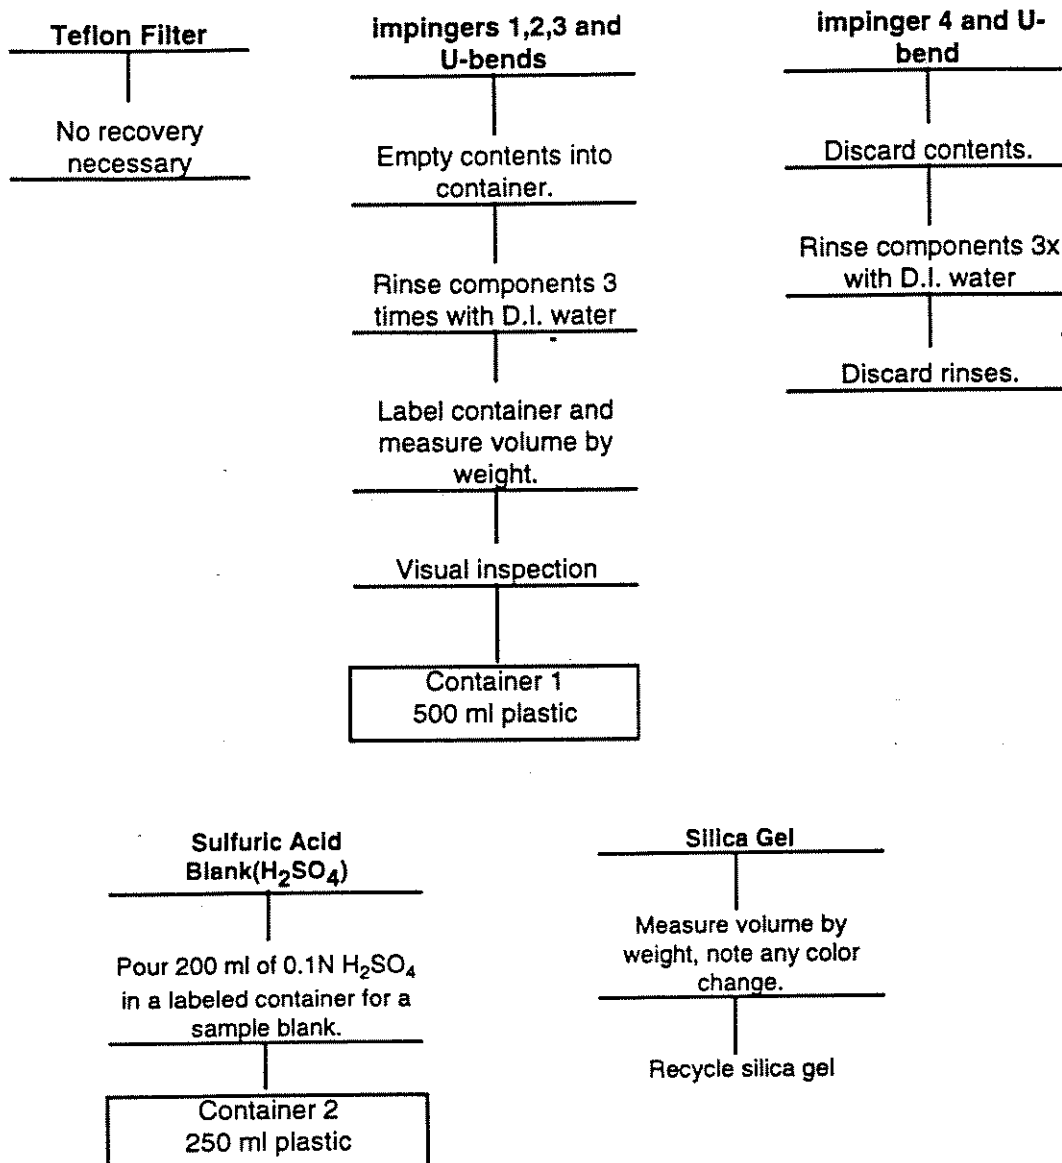 Teflon Filter
No recovery
necessary
impingers 1,2,3 and
U-bends
Empty contents into
container.
Rinse components 3
times with D.I. water
Label container and
measure volume by
weight.
Visual inspection
Container 1
500 ml plastic
impinger 4 and U-
bend
Discard contents.
Rinse components 3x
with D.I. water
Discard rinses.
Sulfuric Acid
Blank(H₂SO₄)
Pour 200 ml of 0.1N H₂SO₄
in a labeled container for a
sample blank.
Container 2
250 ml plastic
Silica Gel
Measure volume by
weight, note any color
change.
Recycle silica gel